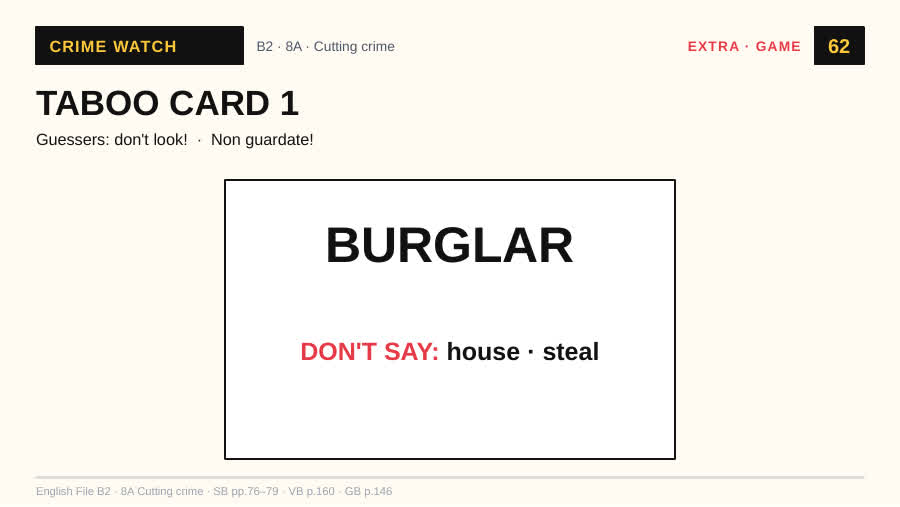 CRIME WATCH
B2 · 8A · Cutting crime
EXTRA · GAME
62
TABOO CARD 1
Guessers: don't look! · Non guardate!
BURGLAR
DON'T SAY: house · steal
English File B2 · 8A Cutting crime · SB pp.76–79 · VB p.160 · GB p.146